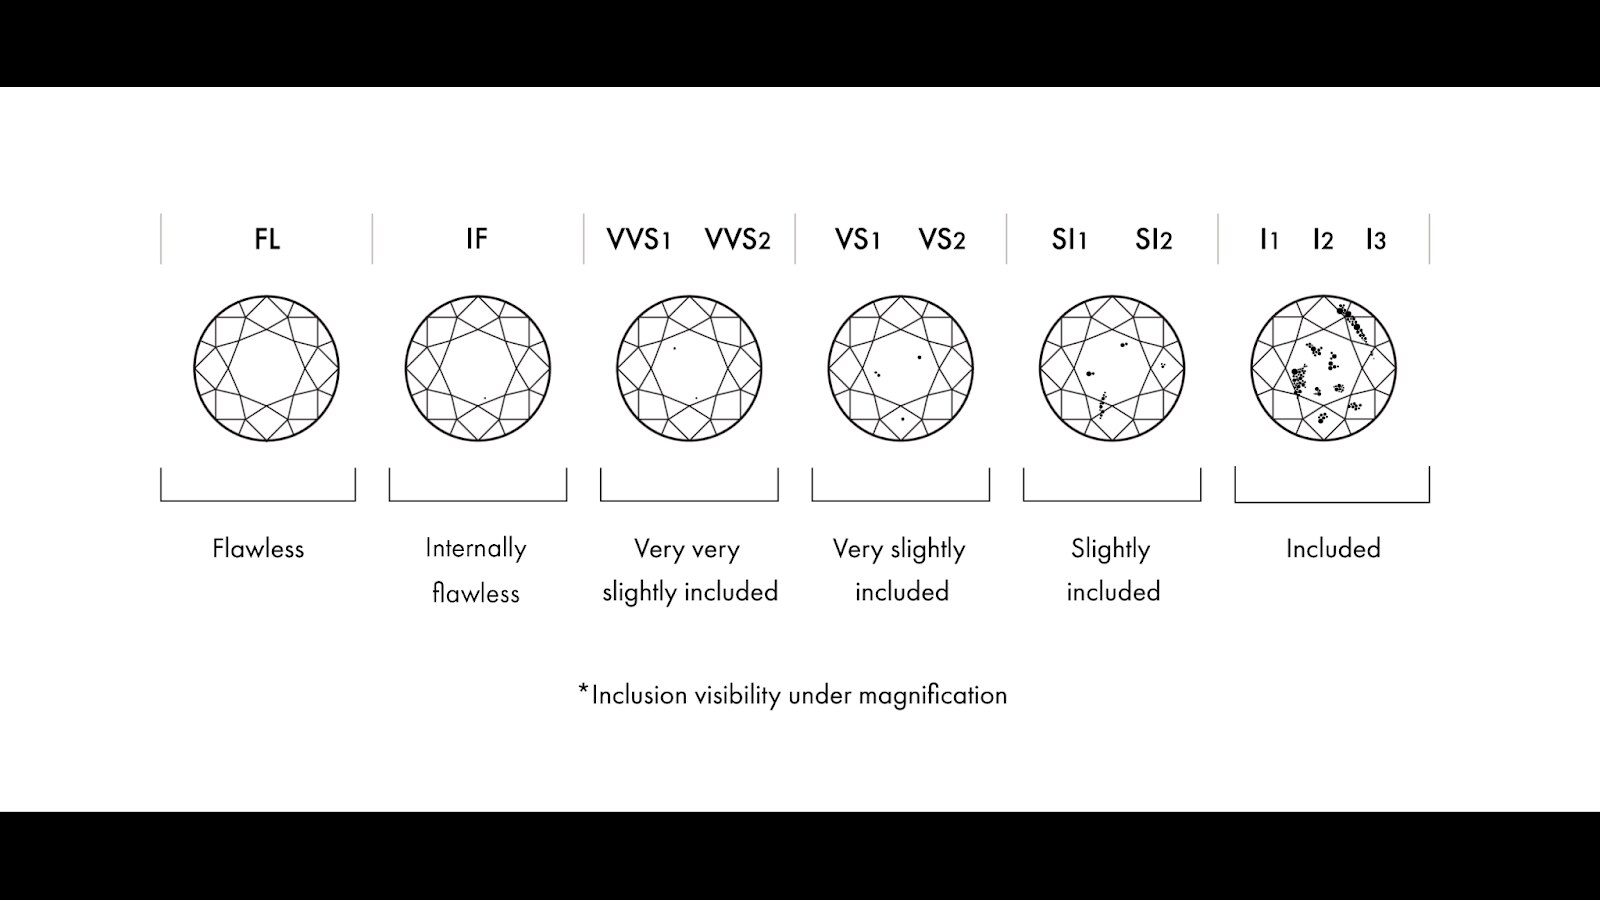 FL IF VVS1 VVS2 VS1 VS2 SI1 SI2 I1 I2 I3
Flawless
Internally
flawless
Very very
slightly included
Very slightly
included
Slightly
included
Included
*Inclusion visibility under magnification